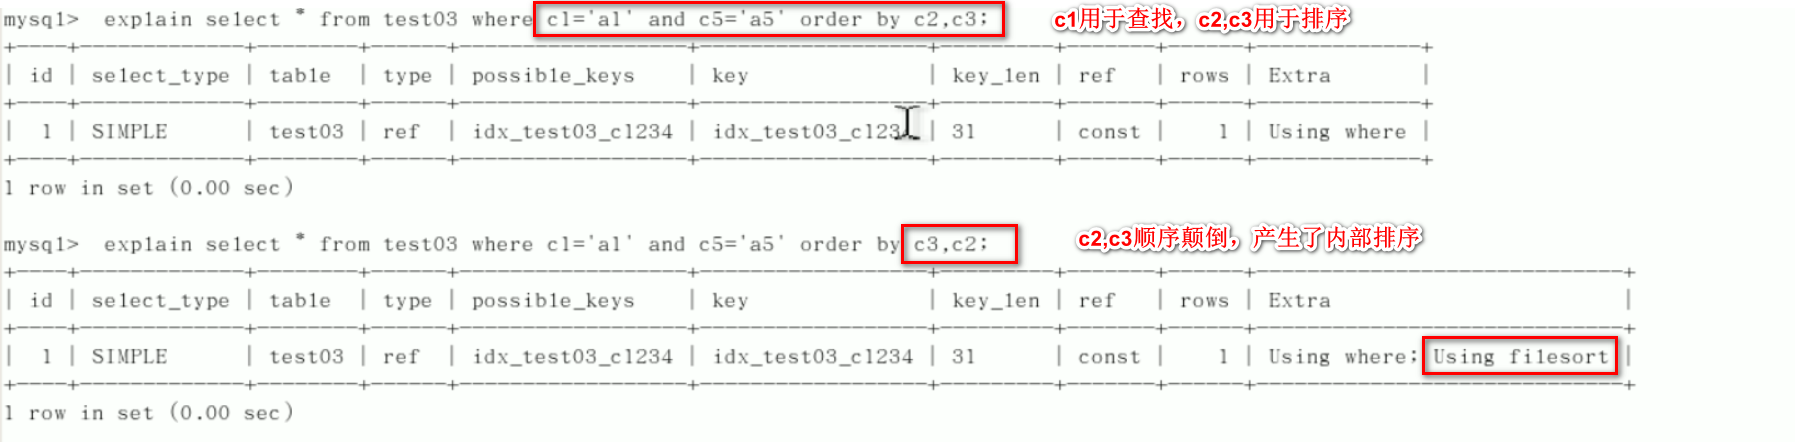 mysql> explain select * from test03 where c1='a1' and c5='a5' order by c2,c3; c1用于查找，c2,c3用于排序
+----+-------------+--------+------+-------------------+-------------------+---------+-------+------+-------------+
| id | select_type | table | type | possible_keys | key | key_len | ref | rows | Extra |
+----+-------------+--------+------+-------------------+-------------------+---------+-------+------+-------------+
| 1 | SIMPLE | test03 | ref | idx_test03_c1234 | idx_test03_c123 | 31 | const | 1 | Using where |
+----+-------------+--------+------+-------------------+-------------------+---------+-------+------+-------------+
1 row in set (0.00 sec)
mysql> explain select * from test03 where c1='a1' and c5='a5' order by c3,c2; c2,c3顺序颠倒，产生了内部排序
+----+-------------+--------+------+-------------------+-------------------+---------+-------+------+-----------------------------+
| id | select_type | table | type | possible_keys | key | key_len | ref | rows | Extra |
+----+-------------+--------+------+-------------------+-------------------+---------+-------+------+-----------------------------+
| 1 | SIMPLE | test03 | ref | idx_test03_c1234 | idx_test03_c1234 | 31 | const | 1 | Using where; Using filesort |
+----+-------------+--------+------+-------------------+-------------------+---------+-------+------+-----------------------------+
1 row in set (0.00 sec)